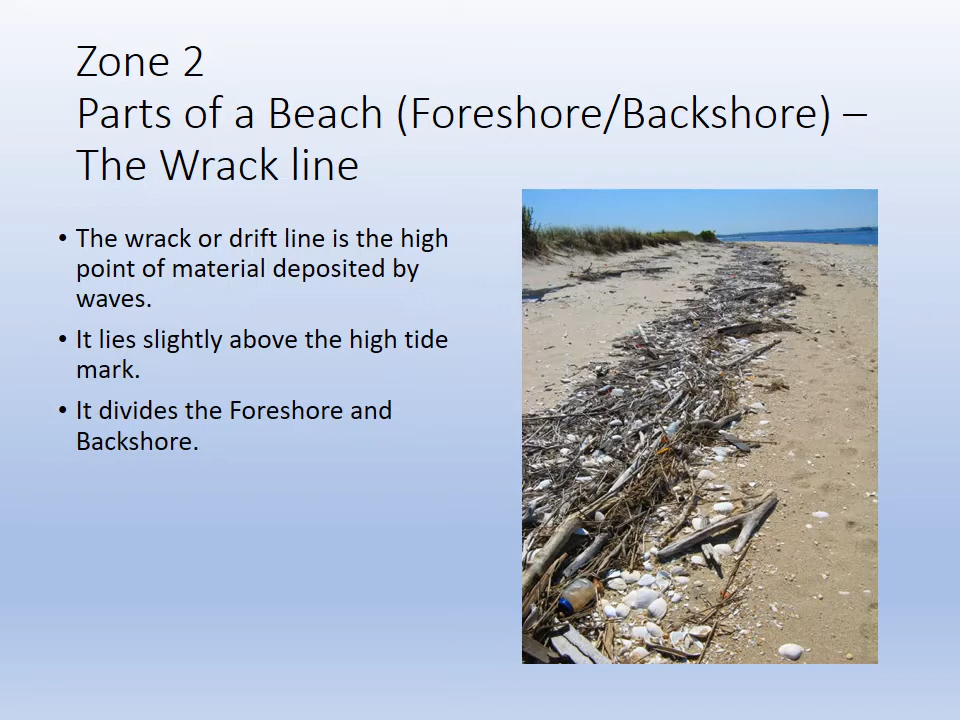 Zone 2
Parts of a Beach (Foreshore/Backshore) –
The Wrack line
• The wrack or drift line is the high
point of material deposited by
waves.
• It lies slightly above the high tide
mark.
• It divides the Foreshore and
Backshore.